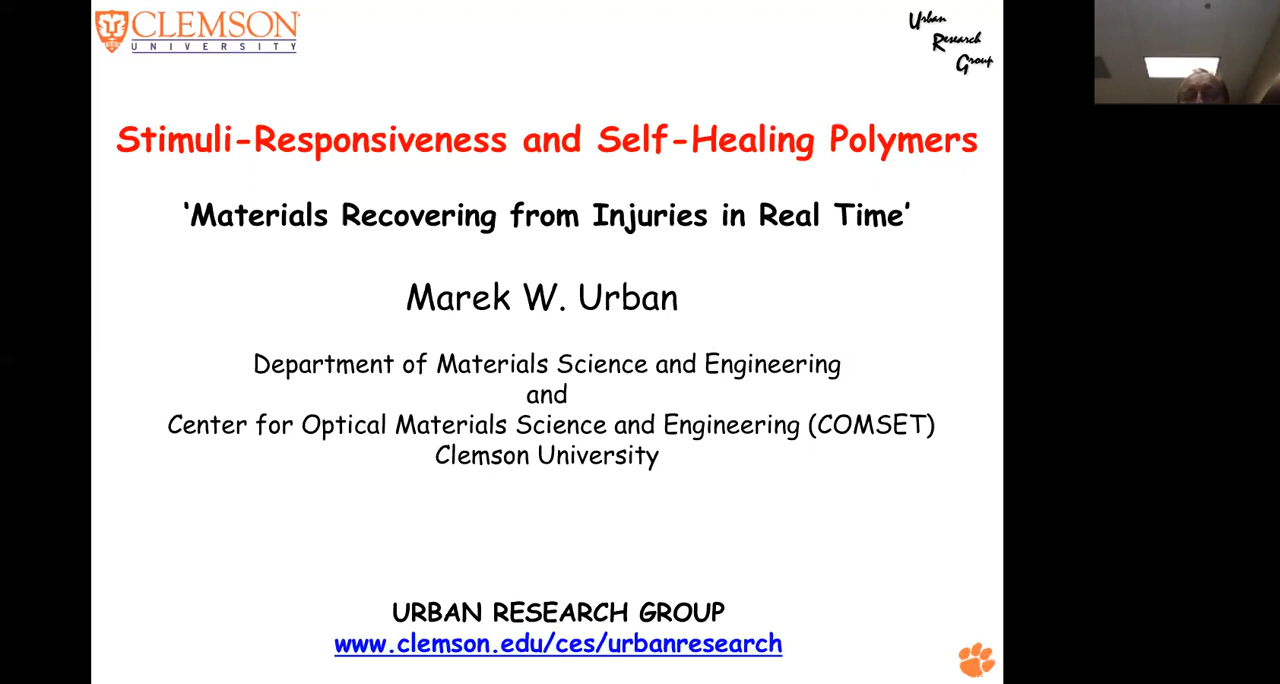 CLEMSON
UNIVERSITY
Urban
Research
Group
Stimuli-Responsiveness and Self-Healing Polymers
‘Materials Recovering from Injuries in Real Time’
Marek W. Urban
Department of Materials Science and Engineering
and
Center for Optical Materials Science and Engineering (COMSET)
Clemson University
URBAN RESEARCH GROUP
www.clemson.edu/ces/urbanresearch